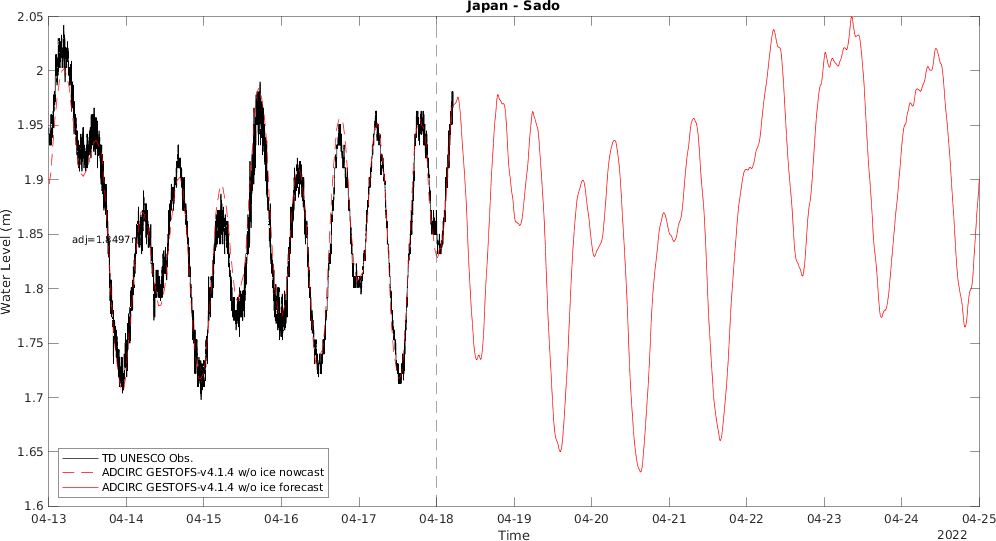 Japan - Sado
2.05
2
1.95
1.9
1.85
1.8
1.75
1.7
1.65
1.6
Water Level (m)
adj=1.8497m
TD UNESCO Obs.
ADCIRC GESTOFS-v4.1.4 w/o ice nowcast
ADCIRC GESTOFS-v4.1.4 w/o ice forecast
04-13 04-14 04-15 04-16 04-17 04-18 04-19 04-20 04-21 04-22 04-23 04-24 04-25
Time
2022